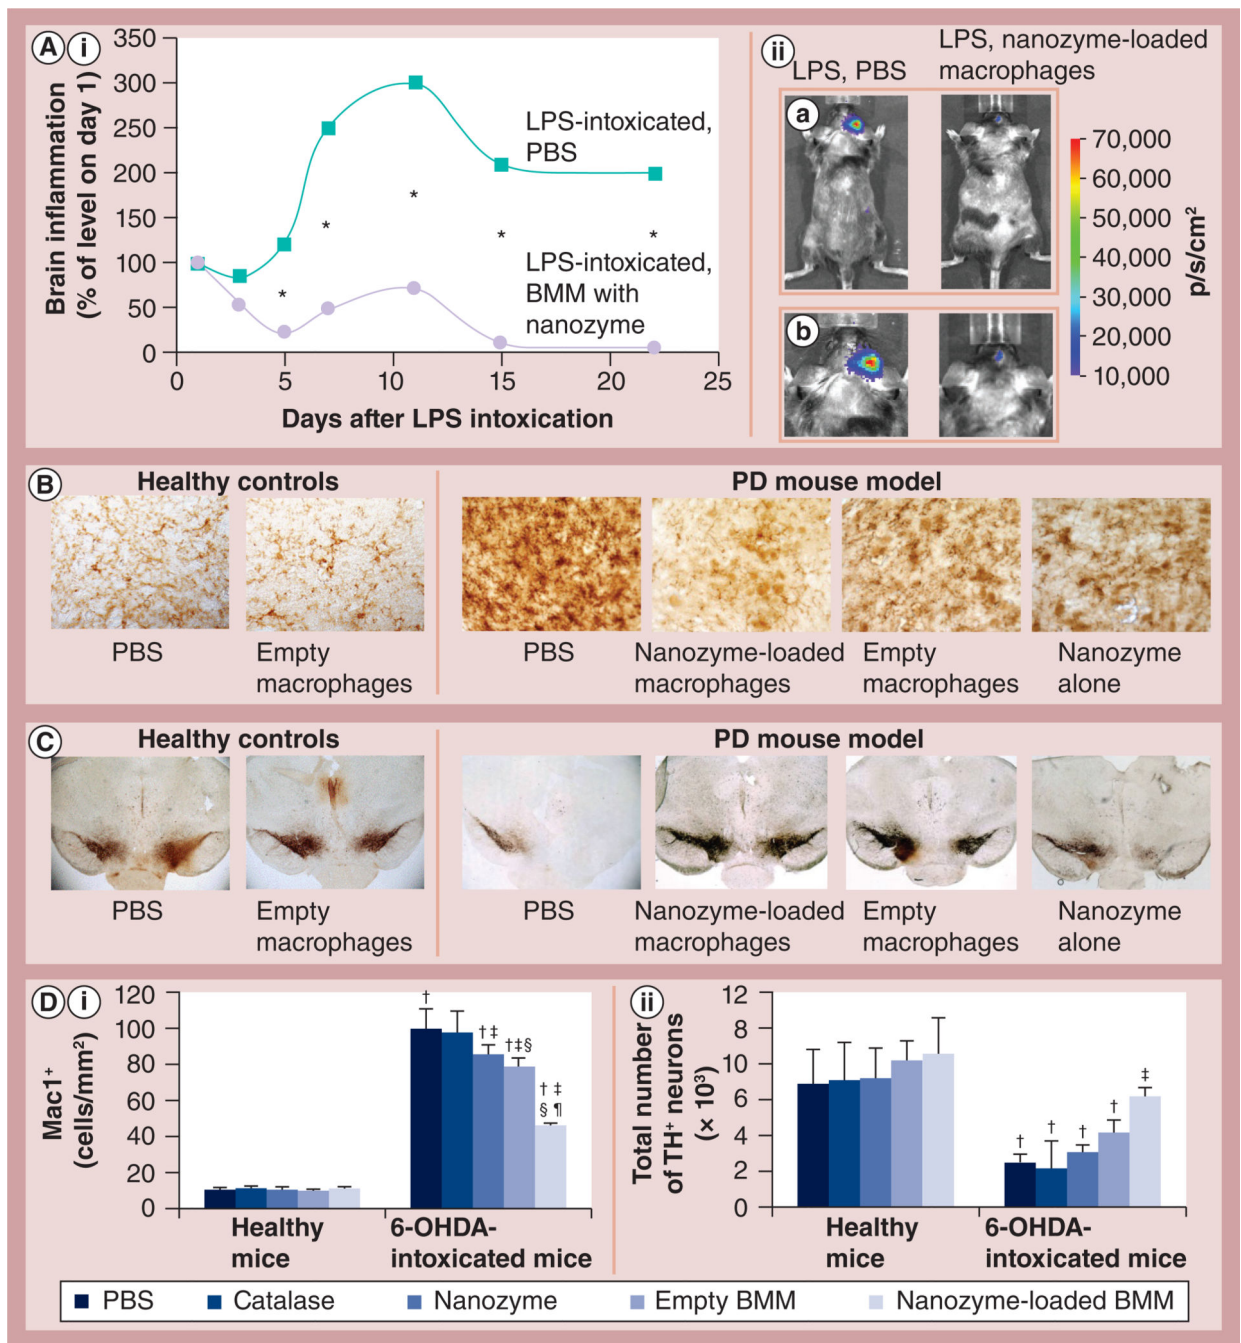 A i
Brain inflammation
(% of level on day 1)
350
300
250
200
150
100
50
0
0 5 10 15 20 25
Days after LPS intoxication
LPS-intoxicated,
PBS
LPS-intoxicated,
BMM with
nanozyme
* * * * *
ii
LPS, PBS
LPS, nanozyme-loaded
macrophages
a
b
70,000
60,000
50,000
40,000
30,000
20,000
10,000
p/s/cm²
B
Healthy controls
PD mouse model
PBS
Empty
macrophages
PBS
Nanozyme-loaded
macrophages
Empty
macrophages
Nanozyme
alone
C
Healthy controls
PD mouse model
PBS
Empty
macrophages
PBS
Nanozyme-loaded
macrophages
Empty
macrophages
Nanozyme
alone
D i
Mac1⁺
(cells/mm²)
120
100
80
60
40
20
0
†
†‡
†‡§
† ‡
§ ¶
Healthy
mice
6-OHDA-
intoxicated mice
ii
Total number
of TH⁺ neurons
(× 10³)
12
10
6
4
2
0
†
†
†
†
‡
Healthy
mice
6-OHDA-
intoxicated mice
PBS Catalase Nanozyme Empty BMM Nanozyme-loaded BMM